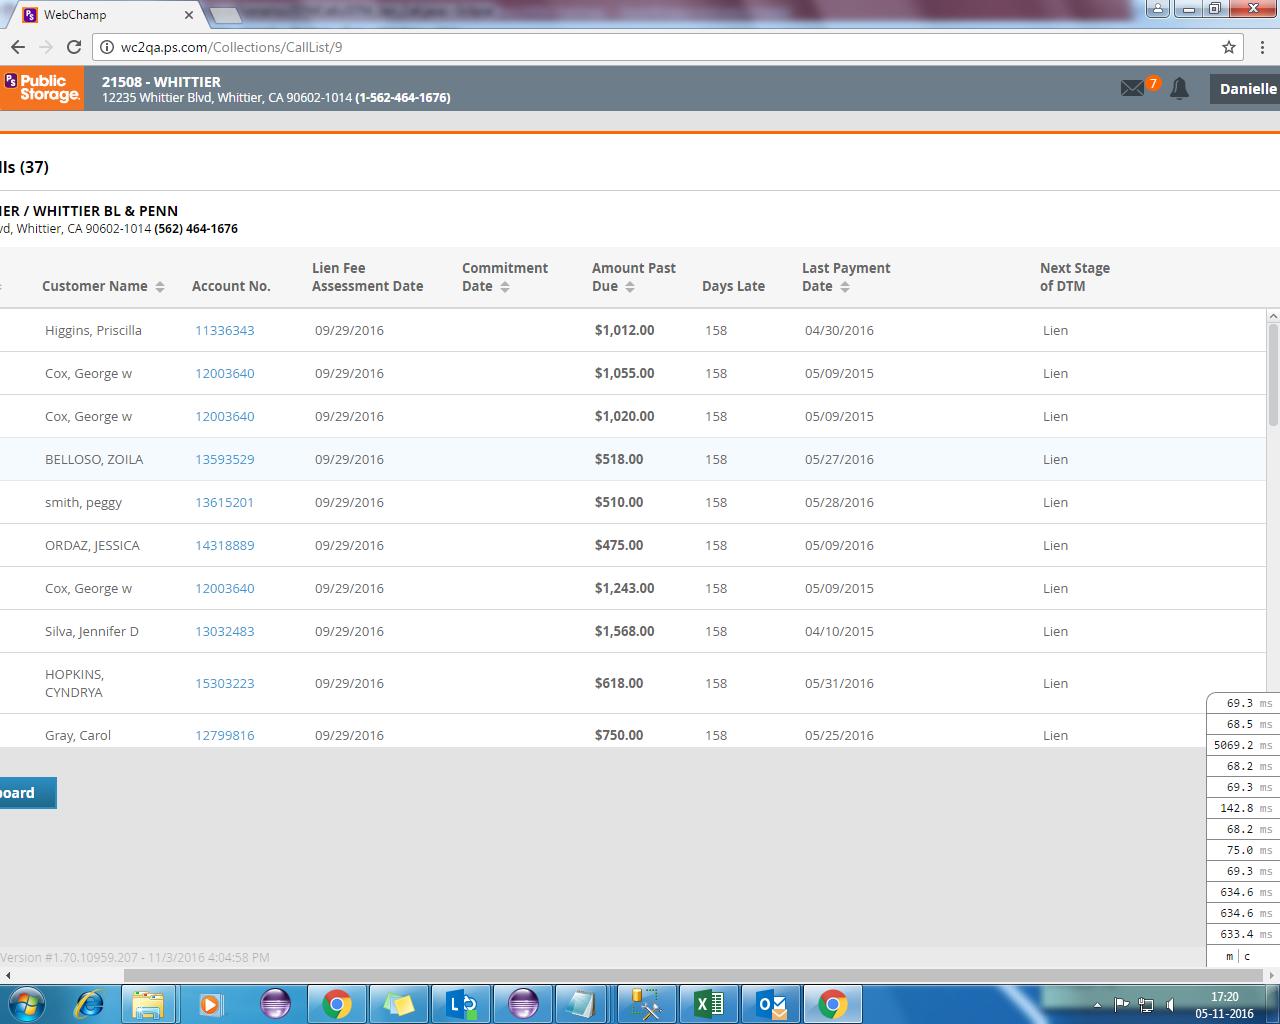 WebChamp
wc2qa.ps.com/Collections/CallList/9
PS Public Storage.
21508 - WHITTIER
12235 Whittier Blvd, Whittier, CA 90602-1014 (1-562-464-1676)
7
Danielle
lls (37)
IER / WHITTIER BL & PENN
vd, Whittier, CA 90602-1014 (562) 464-1676
Customer Name Account No. Lien Fee Assessment Date Commitment Date Amount Past Due Days Late Last Payment Date Next Stage of DTM
Higgins, Priscilla 11336343 09/29/2016 $1,012.00 158 04/30/2016 Lien
Cox, George w 12003640 09/29/2016 $1,055.00 158 05/09/2015 Lien
Cox, George w 12003640 09/29/2016 $1,020.00 158 05/09/2015 Lien
BELLOSO, ZOILA 13593529 09/29/2016 $518.00 158 05/27/2016 Lien
smith, peggy 13615201 09/29/2016 $510.00 158 05/28/2016 Lien
ORDAZ, JESSICA 14318889 09/29/2016 $475.00 158 05/09/2016 Lien
Cox, George w 12003640 09/29/2016 $1,243.00 158 05/09/2015 Lien
Silva, Jennifer D 13032483 09/29/2016 $1,568.00 158 04/10/2015 Lien
HOPKINS, CYNDRYA 15303223 09/29/2016 $618.00 158 05/31/2016 Lien
Gray, Carol 12799816 09/29/2016 $750.00 158 05/25/2016 Lien
69.3 ms
68.5 ms
5069.2 ms
68.2 ms
69.3 ms
142.8 ms
68.2 ms
75.0 ms
69.3 ms
634.6 ms
634.6 ms
633.4 ms
m | c
board
Version #1.70.10959.207 - 11/3/2016 4:04:58 PM
17:20
05-11-2016